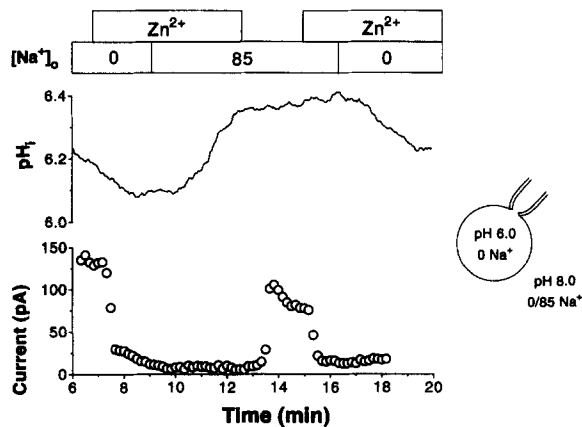 Zn²⁺ Zn²⁺
[Na⁺]ₒ 0 85 0
6.4
6.2
6.0
pHᵢ
150
100
50
0
Current (pA)
6 8 10 12 14 16 18 20
Time (min)
pH 6.0
0 Na⁺
pH 8.0
0/85 Na⁺